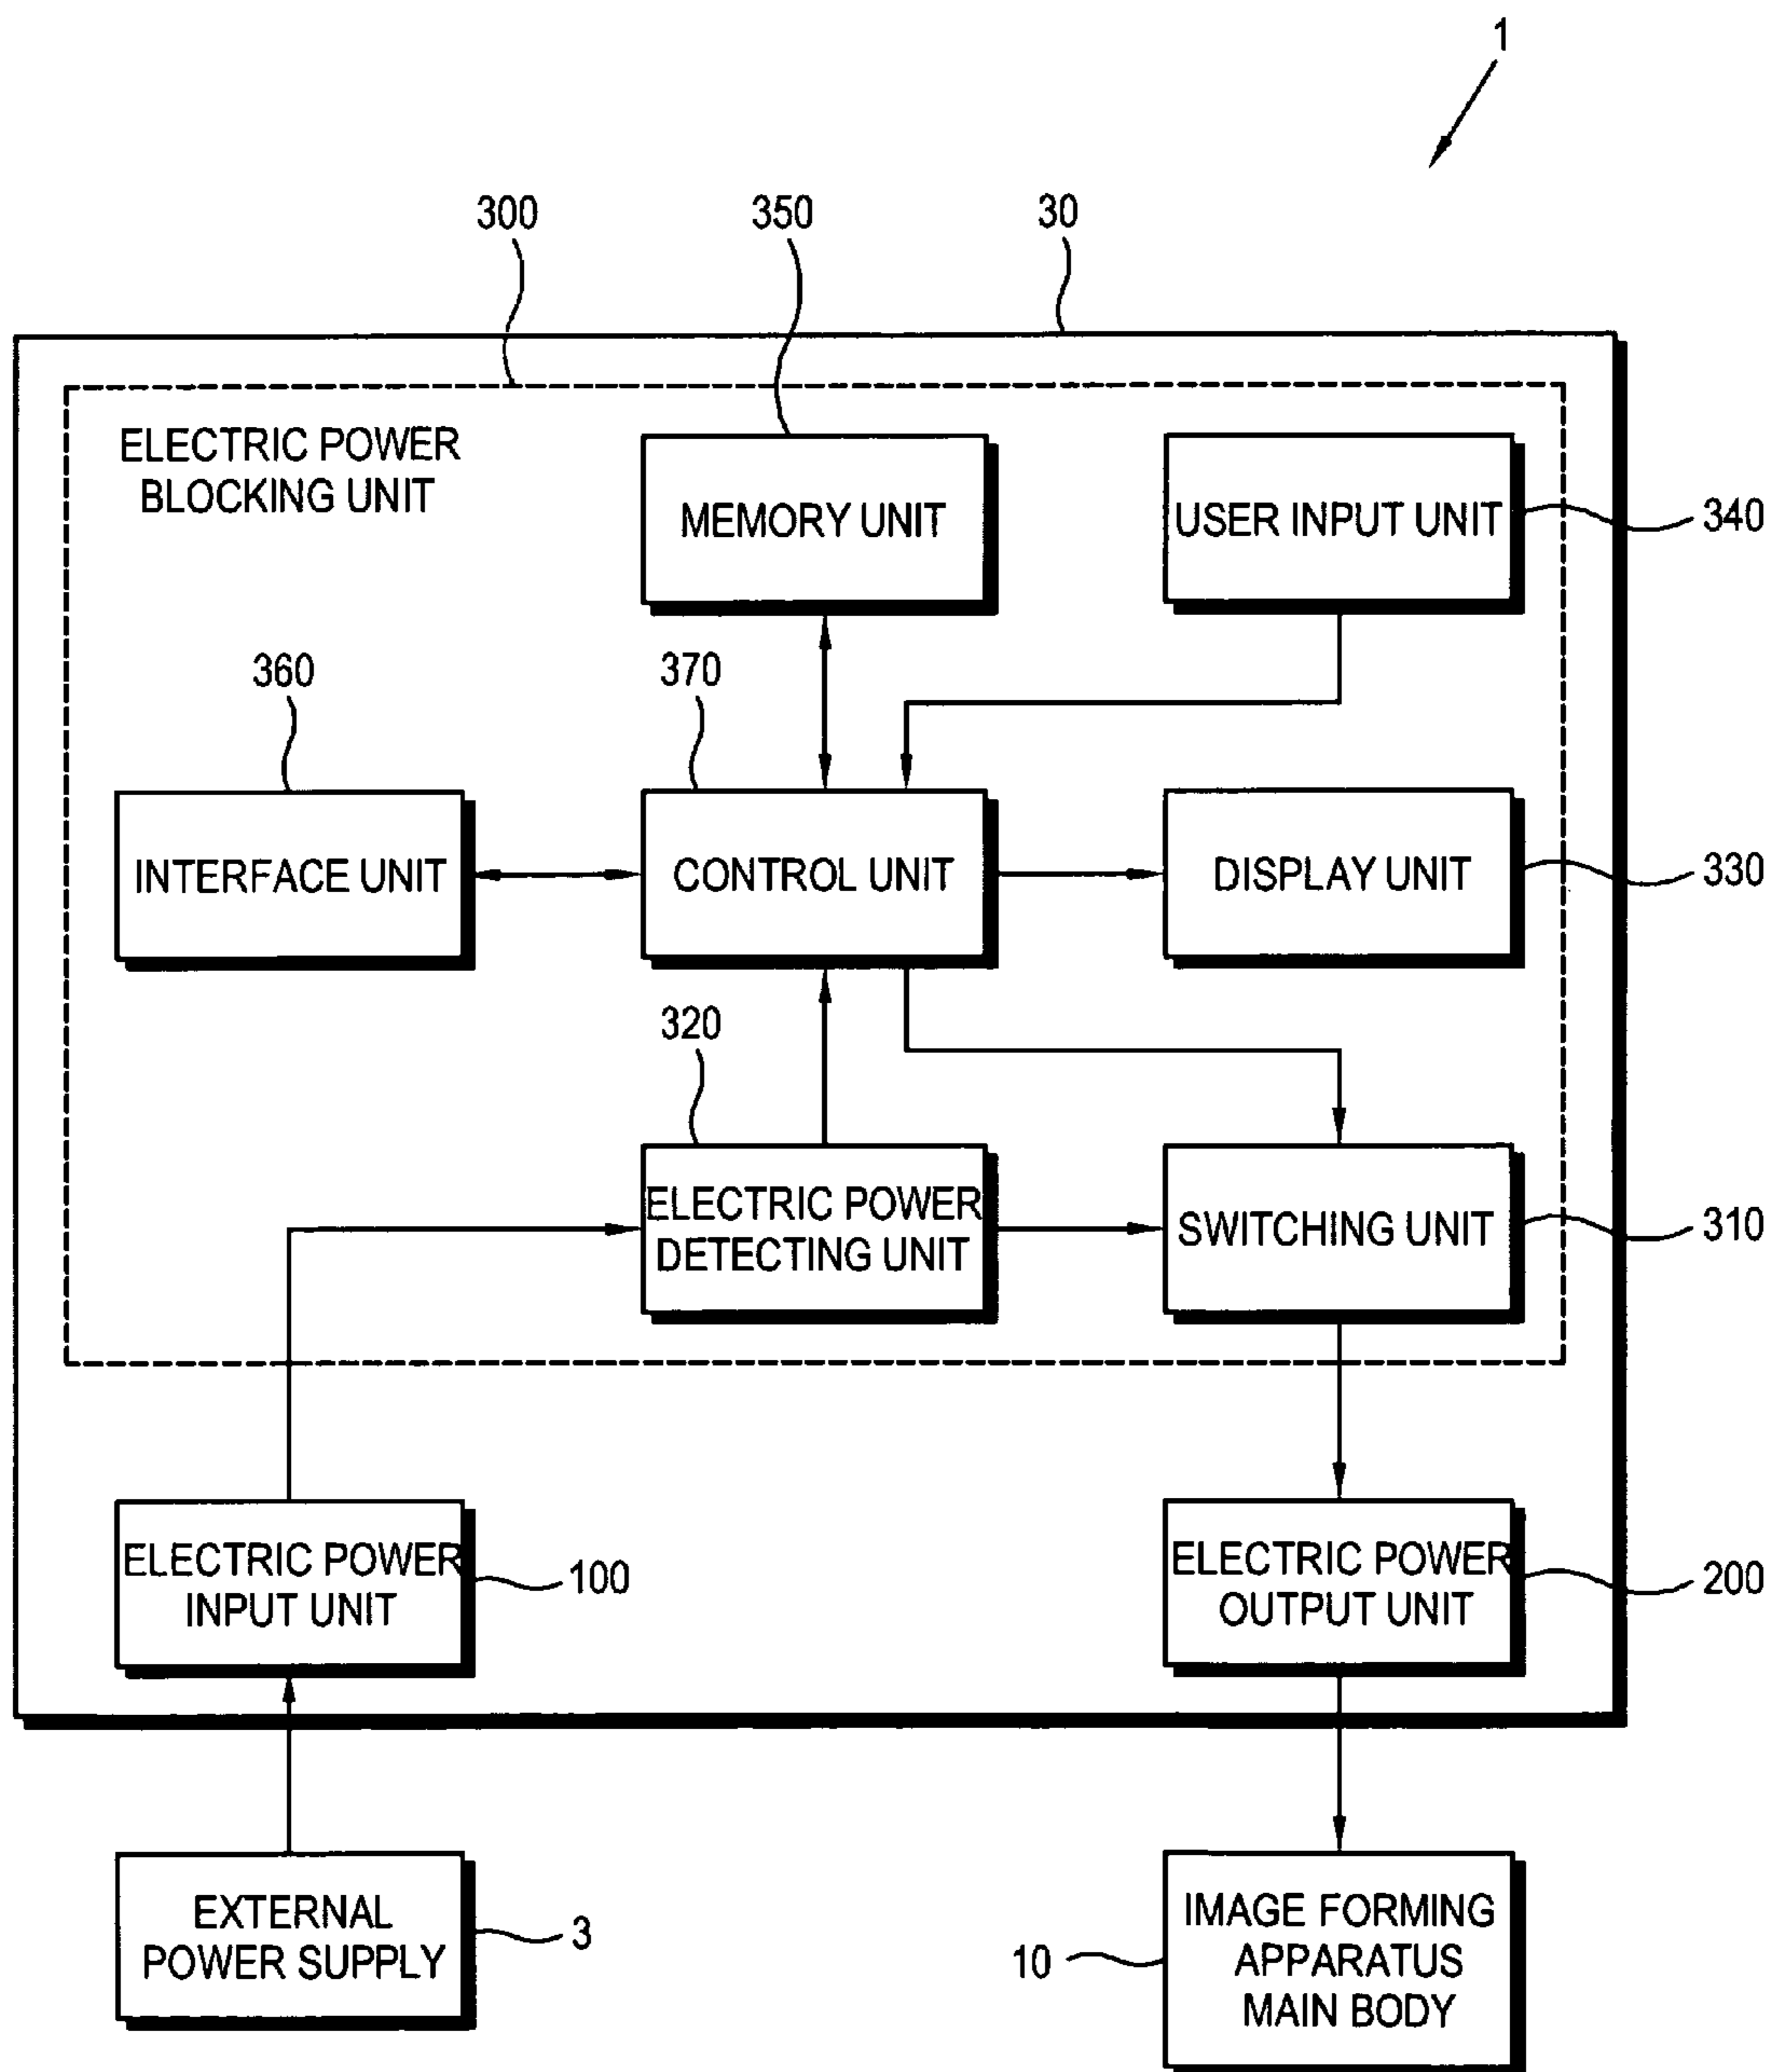 1
300
350
30
ELECTRIC POWER
BLOCKING UNIT
MEMORY UNIT
USER INPUT UNIT
340
360
370
INTERFACE UNIT
CONTROL UNIT
DISPLAY UNIT
330
320
ELECTRIC POWER
DETECTING UNIT
SWITCHING UNIT
310
ELECTRIC POWER
INPUT UNIT
100
ELECTRIC POWER
OUTPUT UNIT
200
EXTERNAL
POWER SUPPLY
3
10
IMAGE FORMING
APPARATUS
MAIN BODY